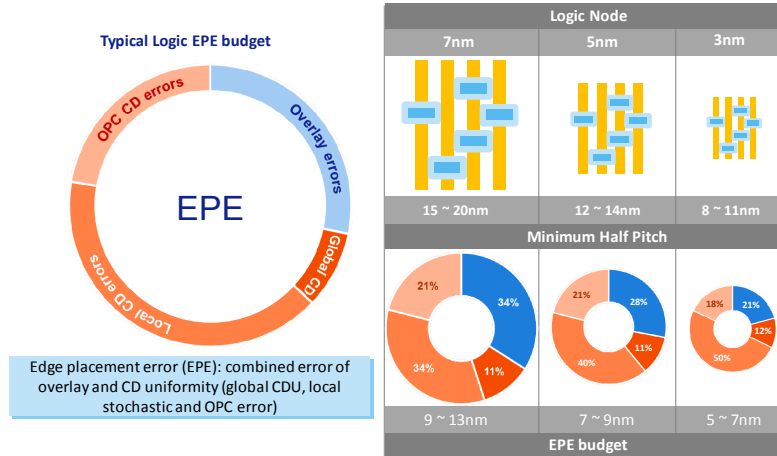 Typical Logic EPE budget
OPC CD errors
Overlay errors
EPE
Global CD
Local CD errors
Edge placement error (EPE): combined error of
overlay and CD uniformity (global CDU, local
stochastic and OPC error)
Logic Node
7nm
5nm
3nm
15 ~ 20nm
12 ~ 14nm
8 ~ 11nm
Minimum Half Pitch
21%
34%
34%
11%
21%
28%
40%
11%
18%
21%
12%
50%
9 ~ 13nm
7 ~ 9nm
5 ~ 7nm
EPE budget